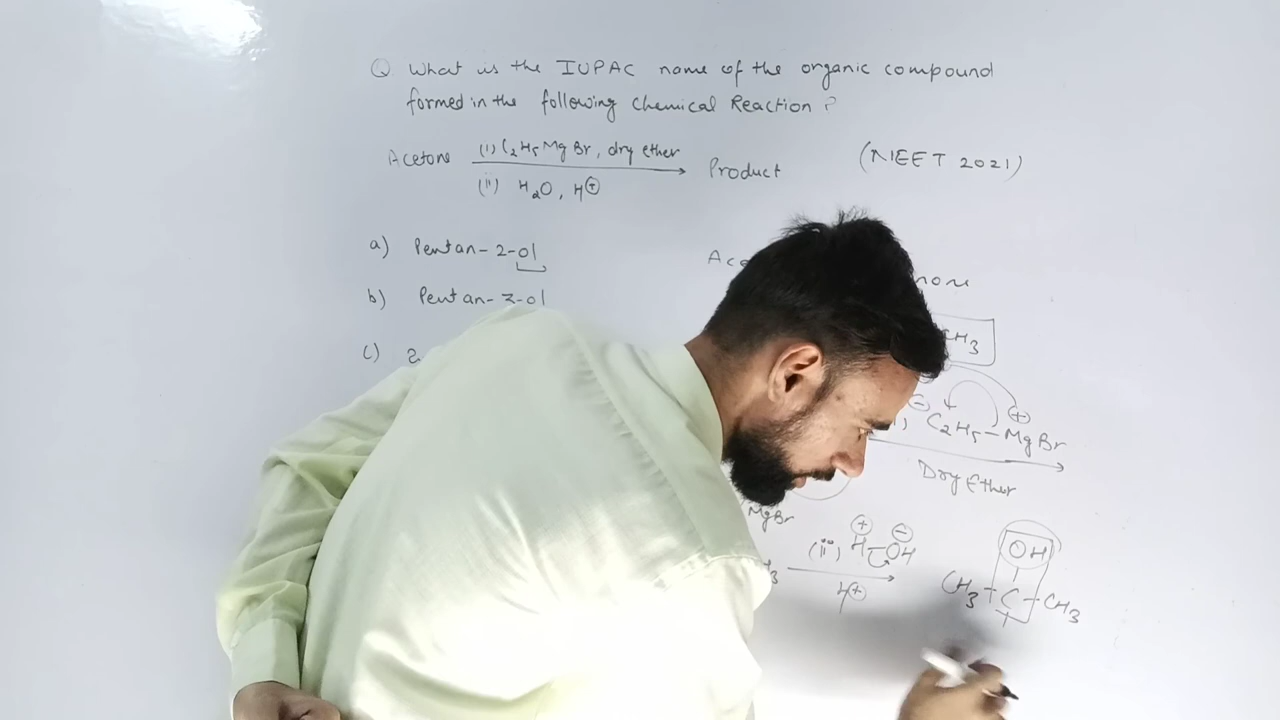 Q What is the IUPAC name of the organic compound
formed in the following Chemical Reaction ?
Acetone (i) C₂H₅MgBr, dry ether Product (NEET 2021)
(ii) H₂O, H⊕
a) Pentan-2-ol
b) Pentan-3-ol
c) 2
CH₃
⊖ C₂H₅-MgBr ⊕
Dry Ether
MgBr
(ii) H⊕ OH⊖
H⊕
OH
CH₃-C-CH₃